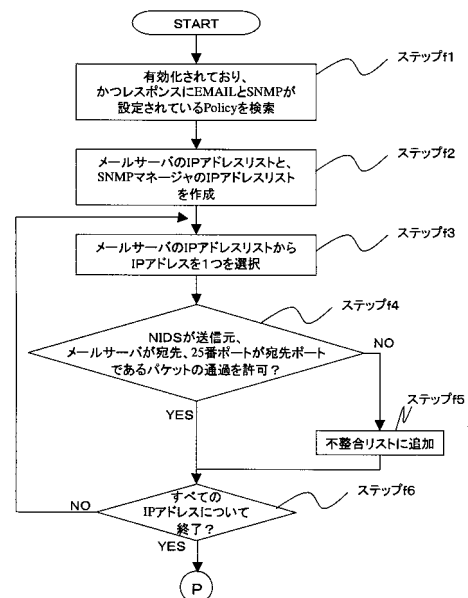 START
ステップf1
有効化されており、
かつレスポンスにEMAILとSNMPが
設定されているPolicyを検索
ステップf2
メールサーバのIPアドレスリストと、
SNMPマネージャのIPアドレスリスト
を作成
ステップf3
メールサーバのIPアドレスリストから
IPアドレスを1つを選択
ステップf4
NIDSが送信元、
メールサーバが宛先、25番ポートが宛先ポート
であるパケットの通過を許可?
NO
YES
ステップf5
不整合リストに追加
ステップf6
すべての
IPアドレスについて
終了?
NO
YES
P